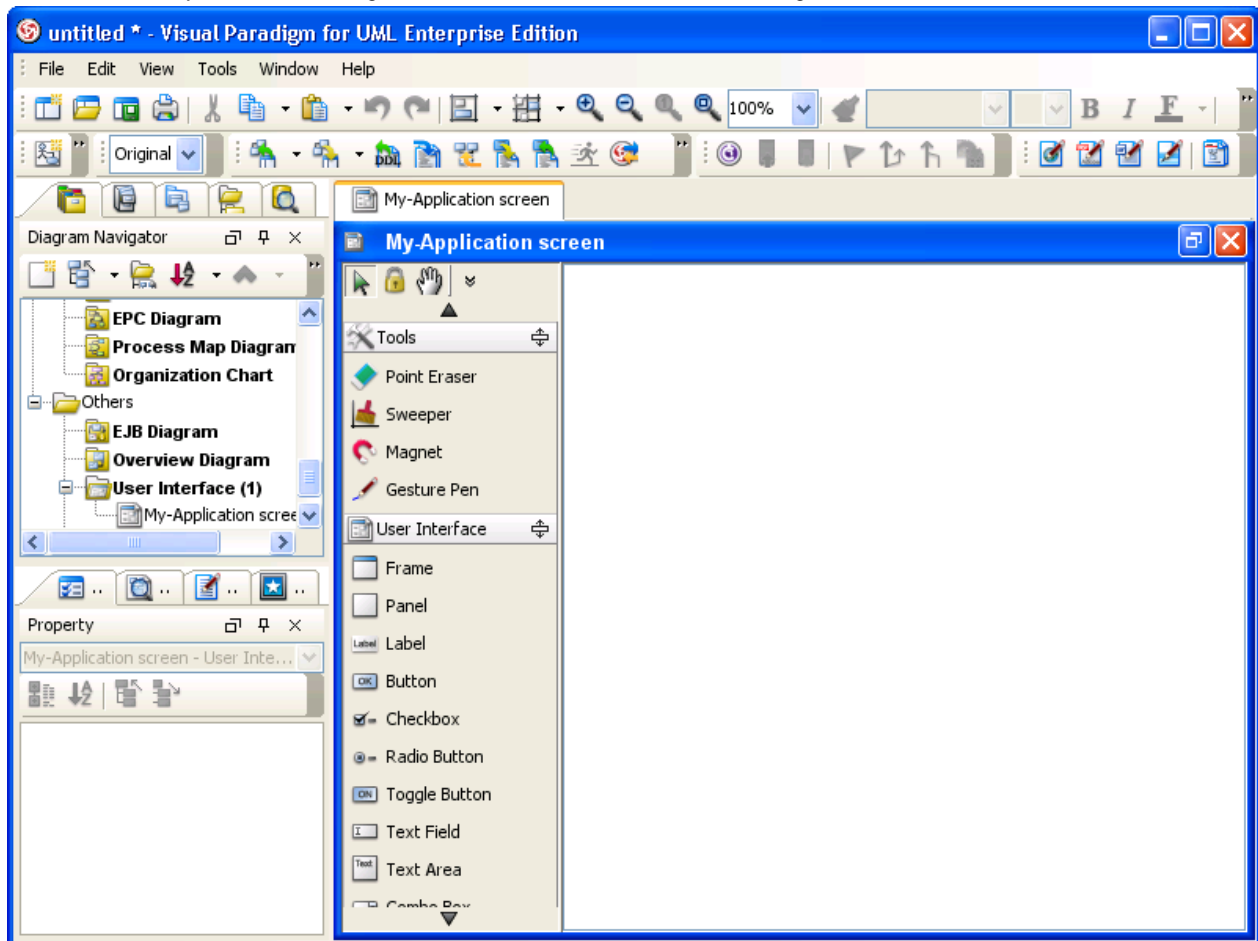 untitled * - Visual Paradigm for UML Enterprise Edition
File Edit View Tools Window Help
100% B I F
Original DDL
My-Application screen
Diagram Navigator
My-Application screen
EPC Diagram
Process Map Diagram
Organization Chart
Others
EJB Diagram
Overview Diagram
User Interface (1)
My-Application scree
Tools
Point Eraser
Sweeper
Magnet
Gesture Pen
User Interface
Frame
Panel
Label Label
OK Button
Checkbox
Radio Button
ON Toggle Button
Text Field
Text Text Area
Combo Box
Property
My-Application screen - User Inte...